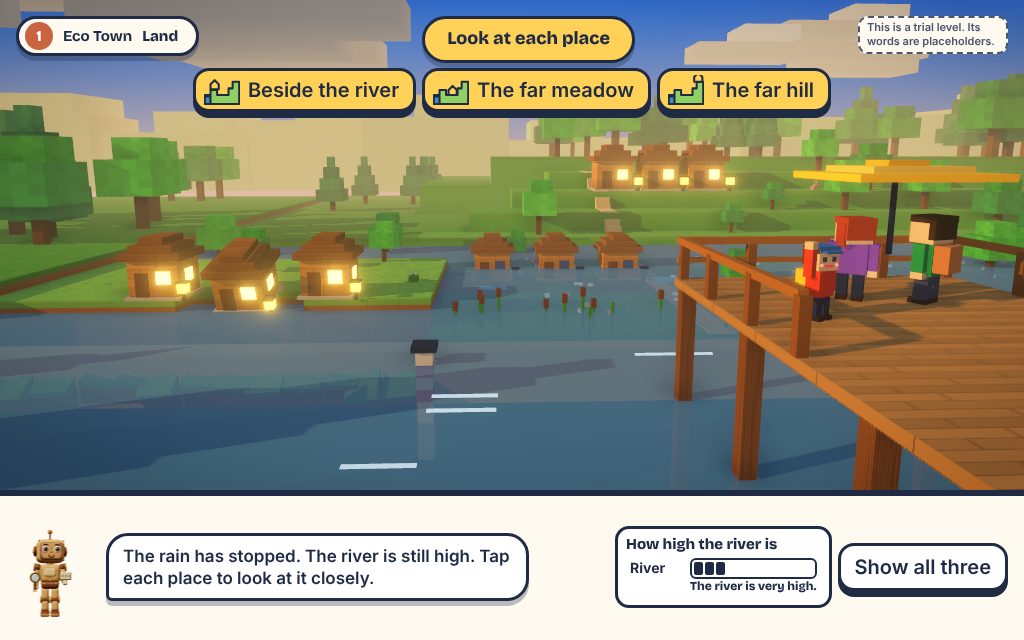 1 Eco Town Land
Look at each place
This is a trial level. Its
words are placeholders.
Beside the river
The far meadow
The far hill
The rain has stopped. The river is still high. Tap
each place to look at it closely.
How high the river is
River
The river is very high.
Show all three